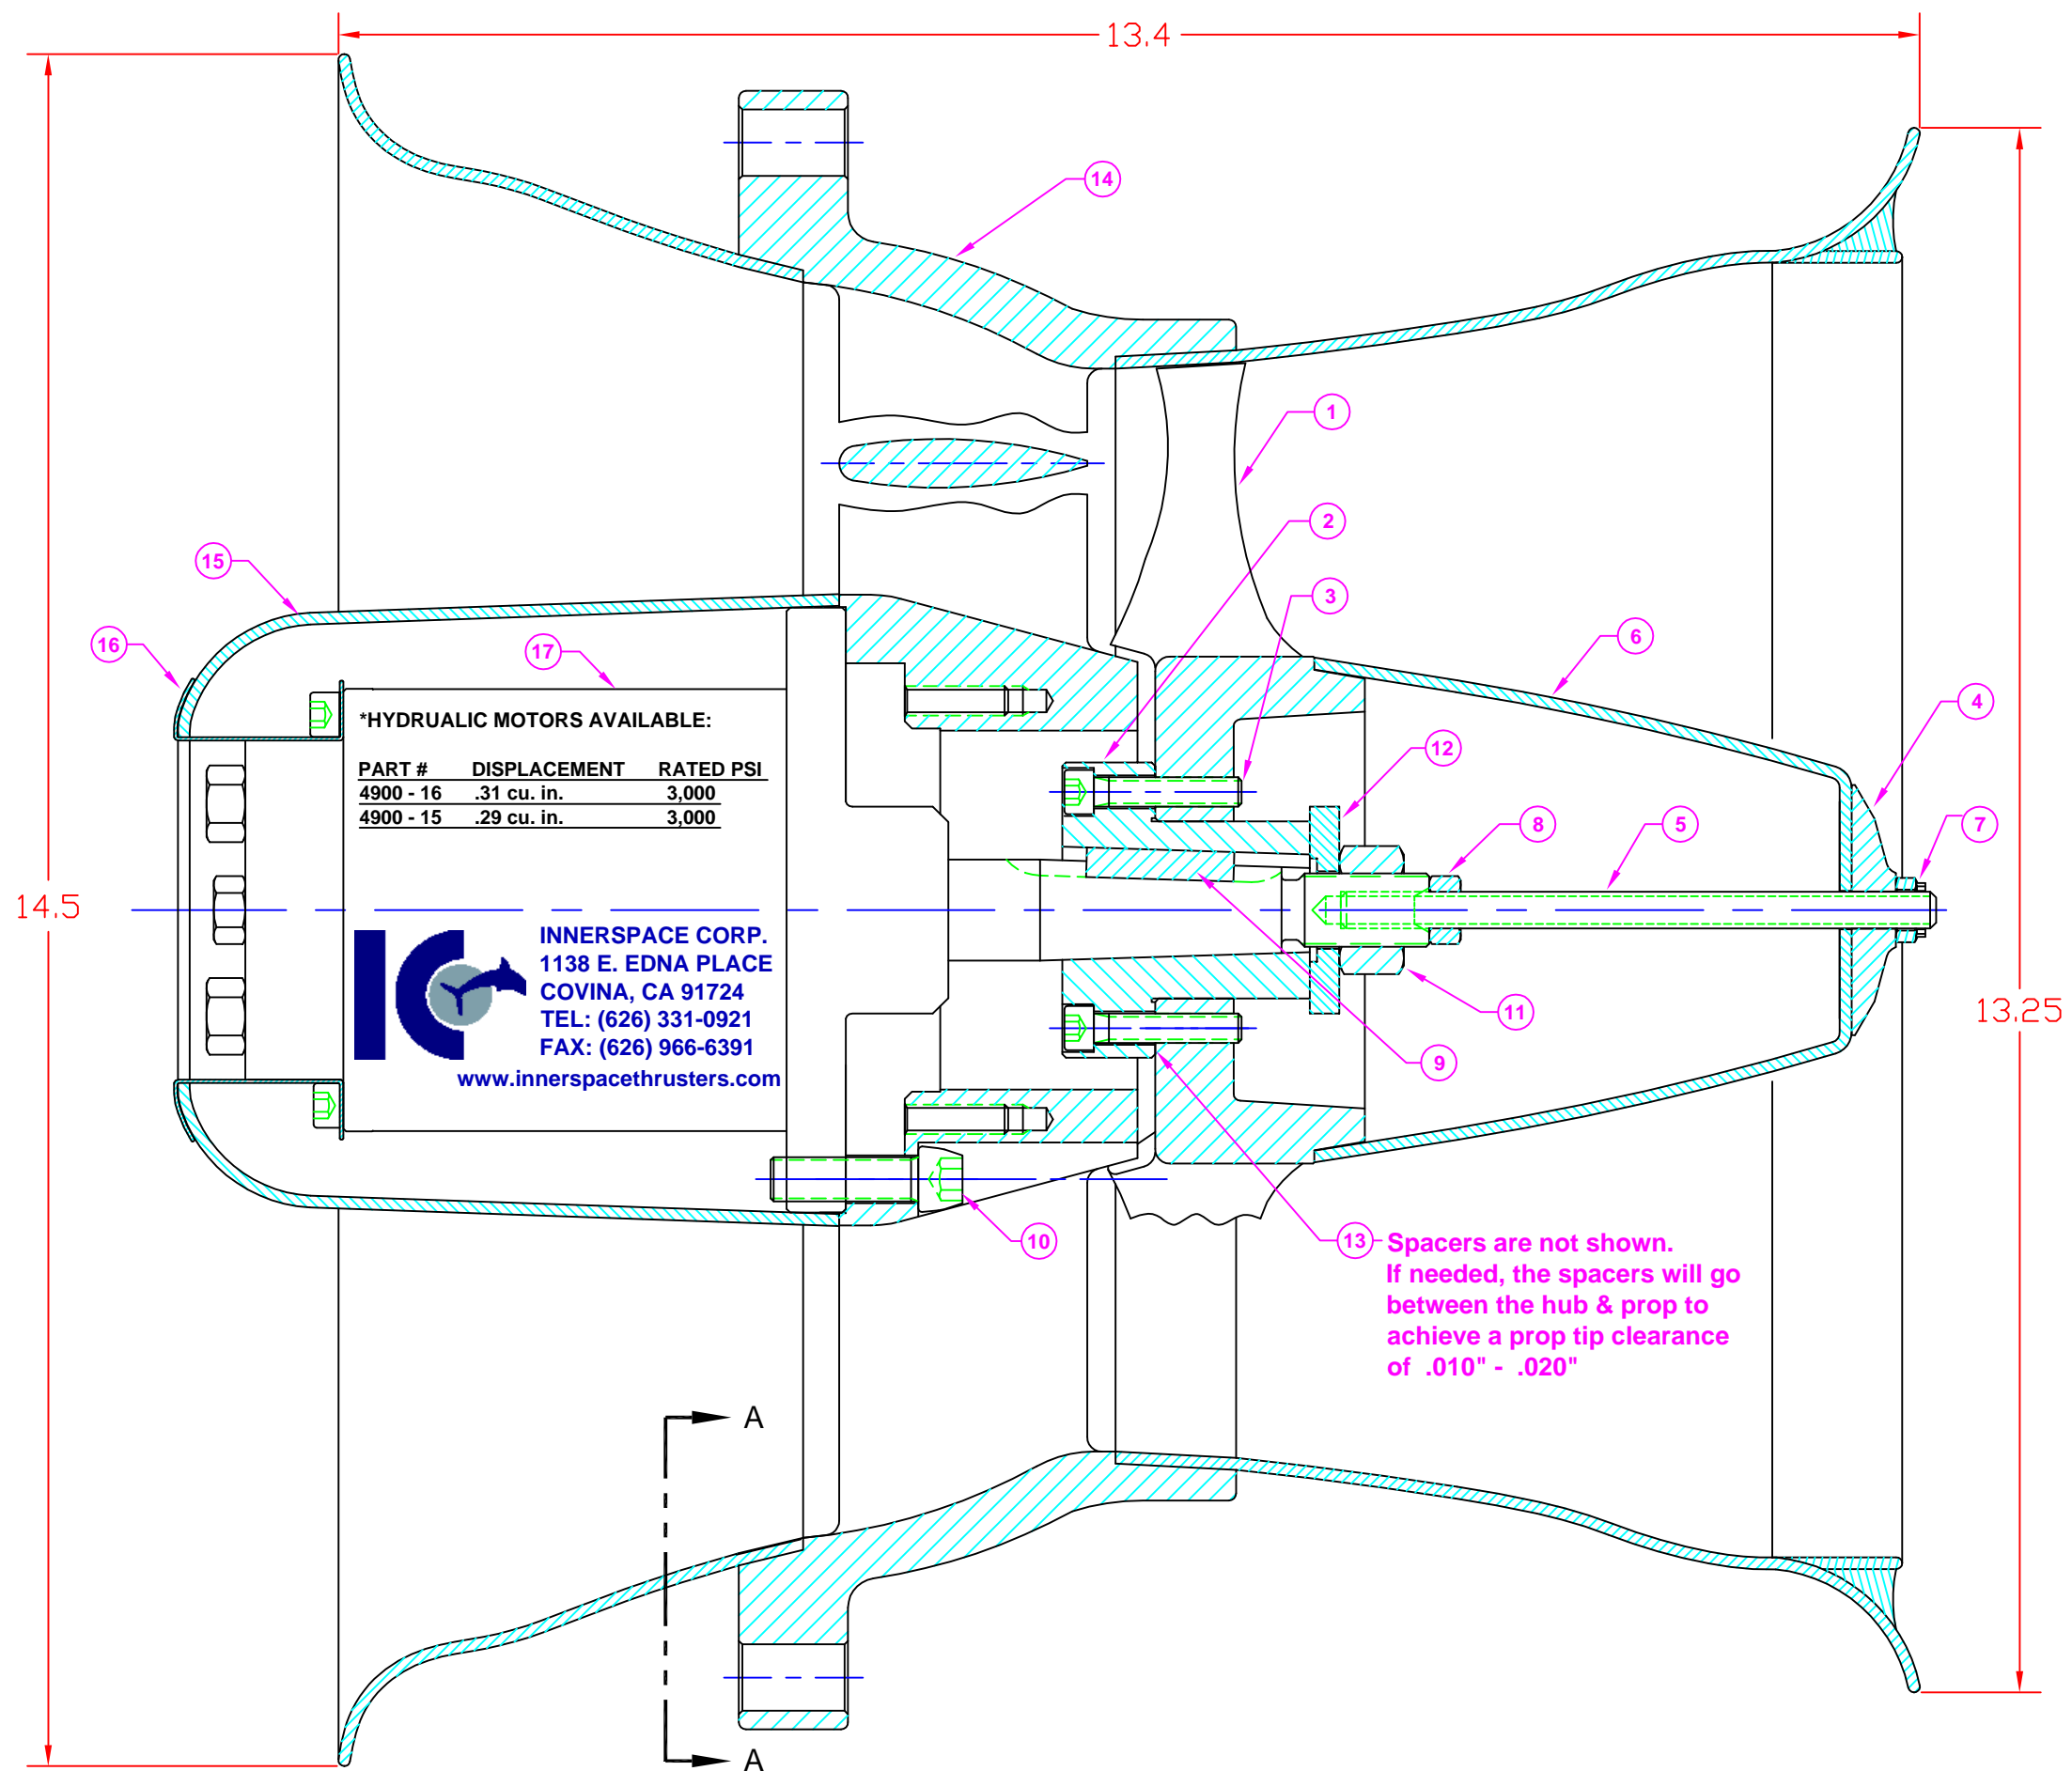 13.4
14
1
2
15
3
16
17
6
4
*HYDRUALIC MOTORS AVAILABLE:
12
PART # DISPLACEMENT RATED PSI
4900 - 16 .31 cu. in. 3,000
4900 - 15 .29 cu. in. 3,000
8
5
7
14.5
IC
INNERSPACE CORP.
1138 E. EDNA PLACE
COVINA, CA 91724
TEL: (626) 331-0921
FAX: (626) 966-6391
www.innerspacethrusters.com
11
13.25
9
10
13 Spacers are not shown.
If needed, the spacers will go
between the hub & prop to
achieve a prop tip clearance
of .010" - .020"
A
A